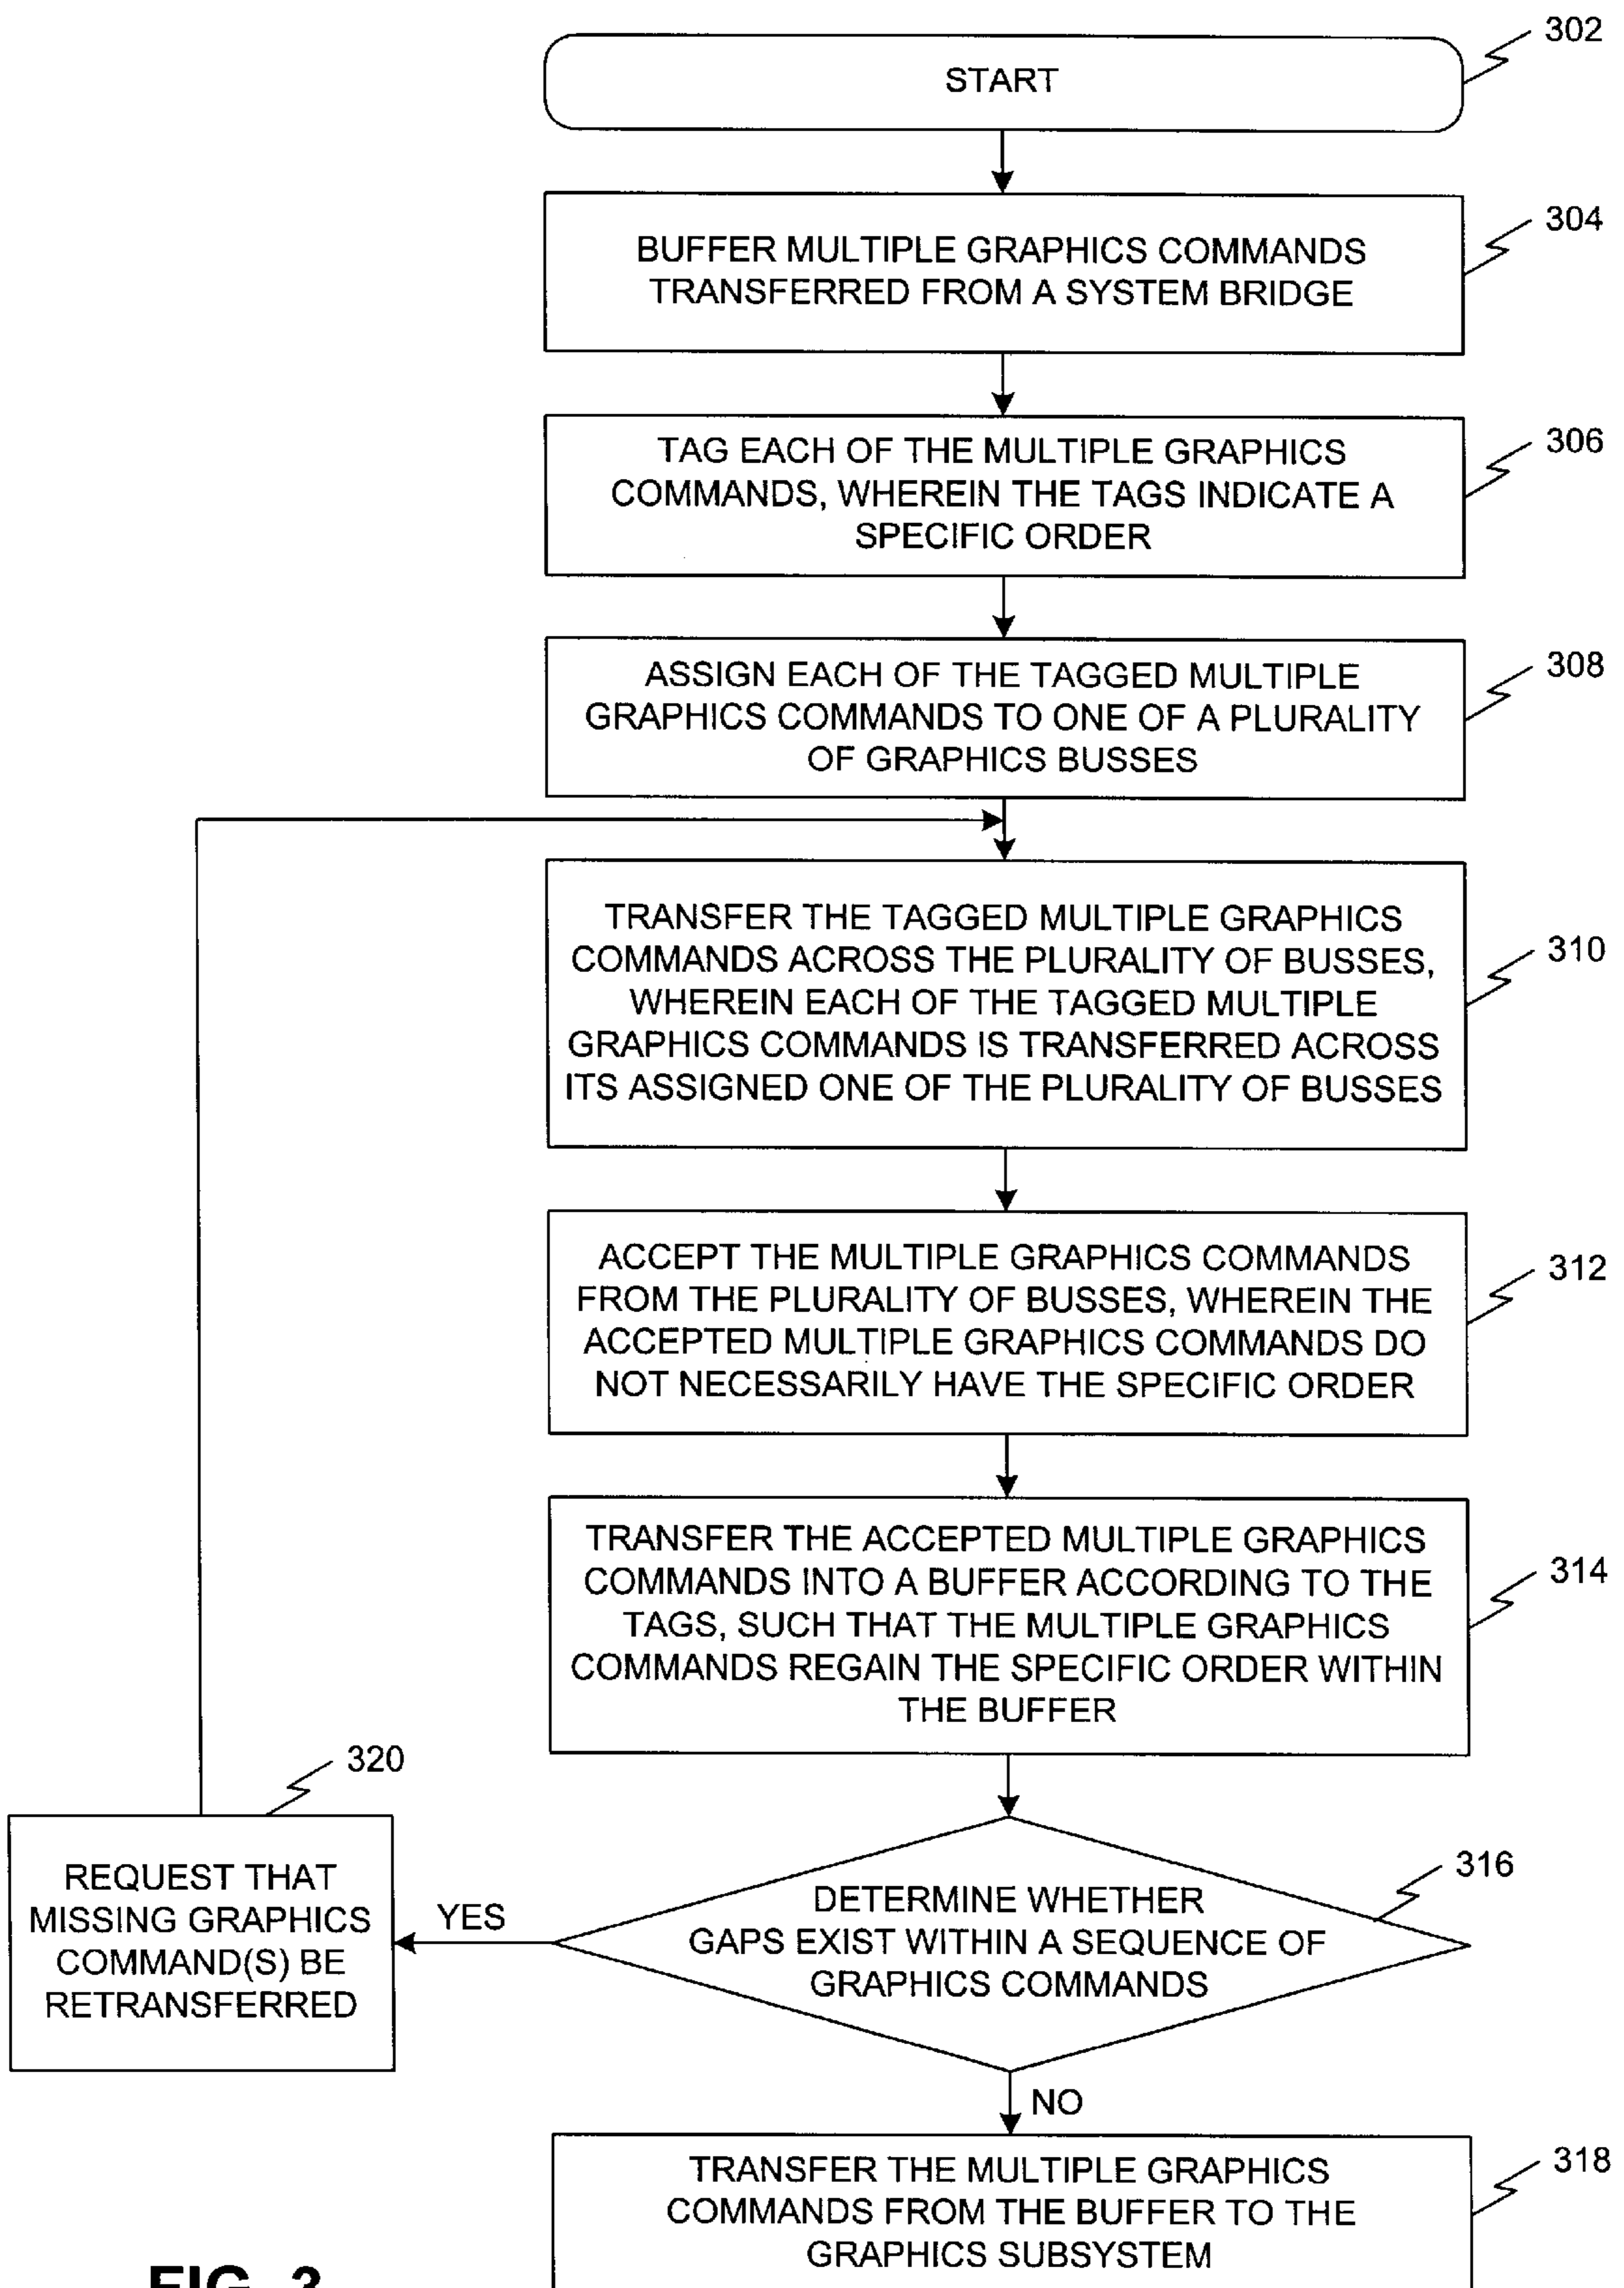 302
START
304
BUFFER MULTIPLE GRAPHICS COMMANDS
TRANSFERRED FROM A SYSTEM BRIDGE
306
TAG EACH OF THE MULTIPLE GRAPHICS
COMMANDS, WHEREIN THE TAGS INDICATE A
SPECIFIC ORDER
308
ASSIGN EACH OF THE TAGGED MULTIPLE
GRAPHICS COMMANDS TO ONE OF A PLURALITY
OF GRAPHICS BUSSES
310
TRANSFER THE TAGGED MULTIPLE GRAPHICS
COMMANDS ACROSS THE PLURALITY OF BUSSES,
WHEREIN EACH OF THE TAGGED MULTIPLE
GRAPHICS COMMANDS IS TRANSFERRED ACROSS
ITS ASSIGNED ONE OF THE PLURALITY OF BUSSES
312
ACCEPT THE MULTIPLE GRAPHICS COMMANDS
FROM THE PLURALITY OF BUSSES, WHEREIN THE
ACCEPTED MULTIPLE GRAPHICS COMMANDS DO
NOT NECESSARILY HAVE THE SPECIFIC ORDER
314
TRANSFER THE ACCEPTED MULTIPLE GRAPHICS
COMMANDS INTO A BUFFER ACCORDING TO THE
TAGS, SUCH THAT THE MULTIPLE GRAPHICS
COMMANDS REGAIN THE SPECIFIC ORDER WITHIN
THE BUFFER
320
REQUEST THAT
MISSING GRAPHICS
COMMAND(S) BE
RETRANSFERRED
YES
316
DETERMINE WHETHER
GAPS EXIST WITHIN A SEQUENCE OF
GRAPHICS COMMANDS
NO
318
TRANSFER THE MULTIPLE GRAPHICS
COMMANDS FROM THE BUFFER TO THE
GRAPHICS SUBSYSTEM
FIG.